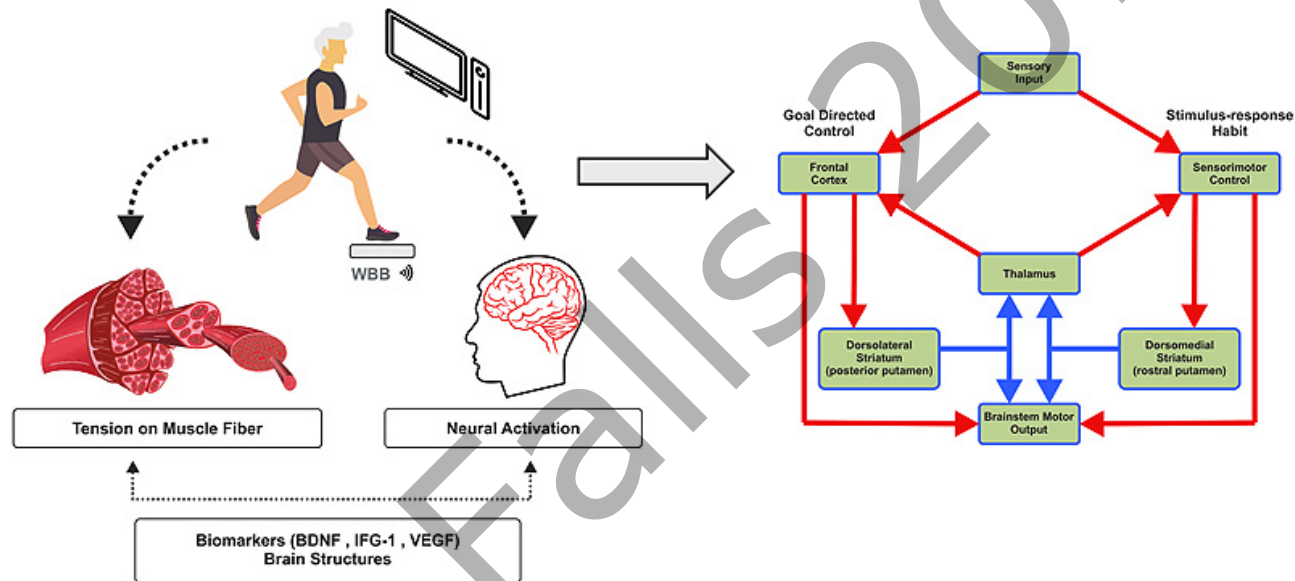 WBB
Tension on Muscle Fiber
Neural Activation
Biomarkers (BDNF , IFG-1 , VEGF)
Brain Structures
Sensory
Input
Goal Directed
Control
Stimulus-response
Habit
Frontal
Cortex
Sensorimotor
Control
Thalamus
Dorsolateral
Striatum
(posterior putamen)
Dorsomedial
Striatum
(rostral putamen)
Brainstem Motor
Output
Falls